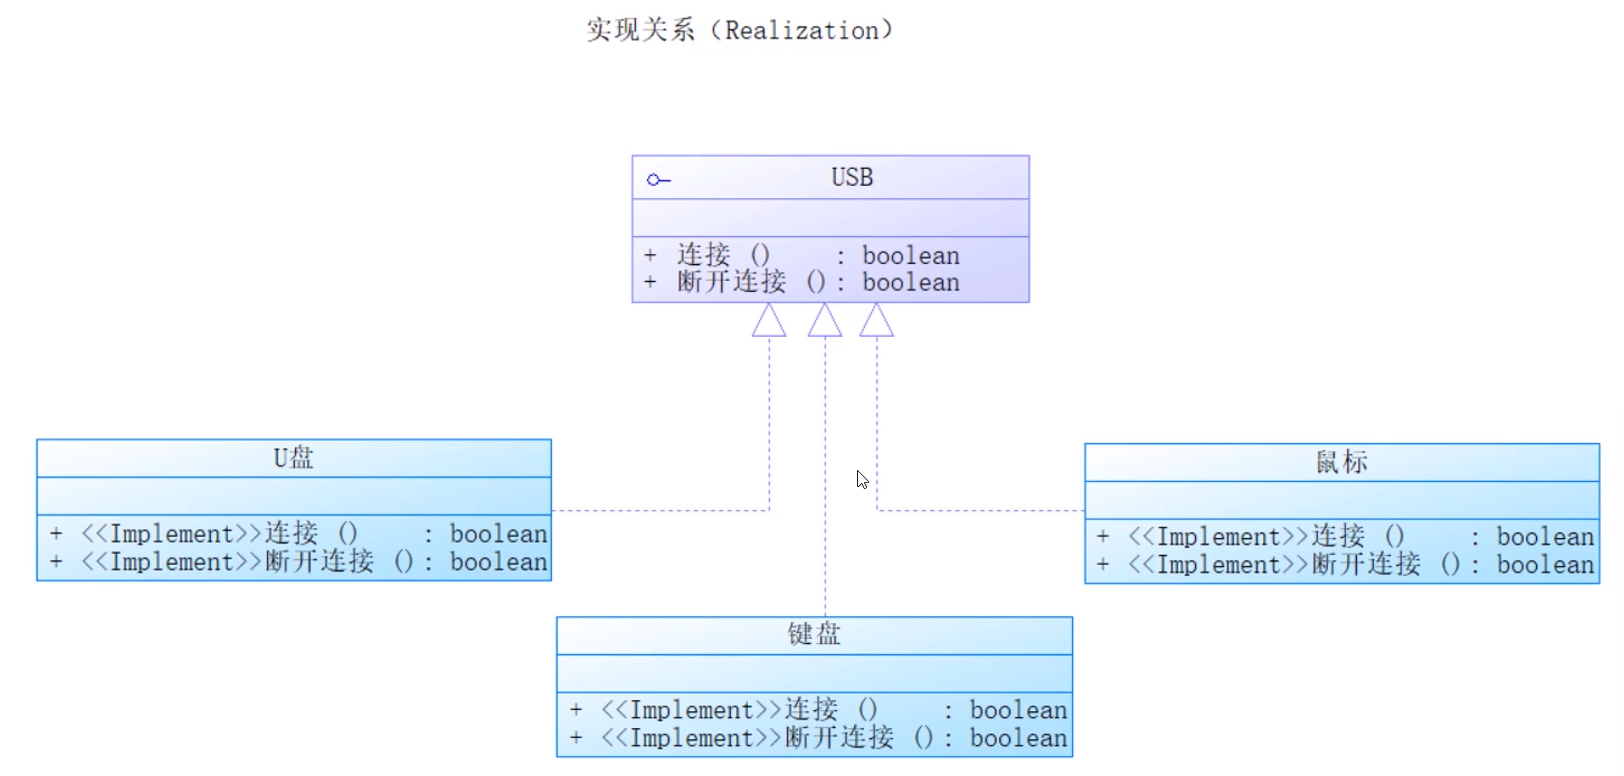 实现关系（Realization）
USB
+ 连接 () : boolean
+ 断开连接 () : boolean
U盘
+ <<Implement>>连接 () : boolean
+ <<Implement>>断开连接 () : boolean
鼠标
+ <<Implement>>连接 () : boolean
+ <<Implement>>断开连接 () : boolean
键盘
+ <<Implement>>连接 () : boolean
+ <<Implement>>断开连接 () : boolean